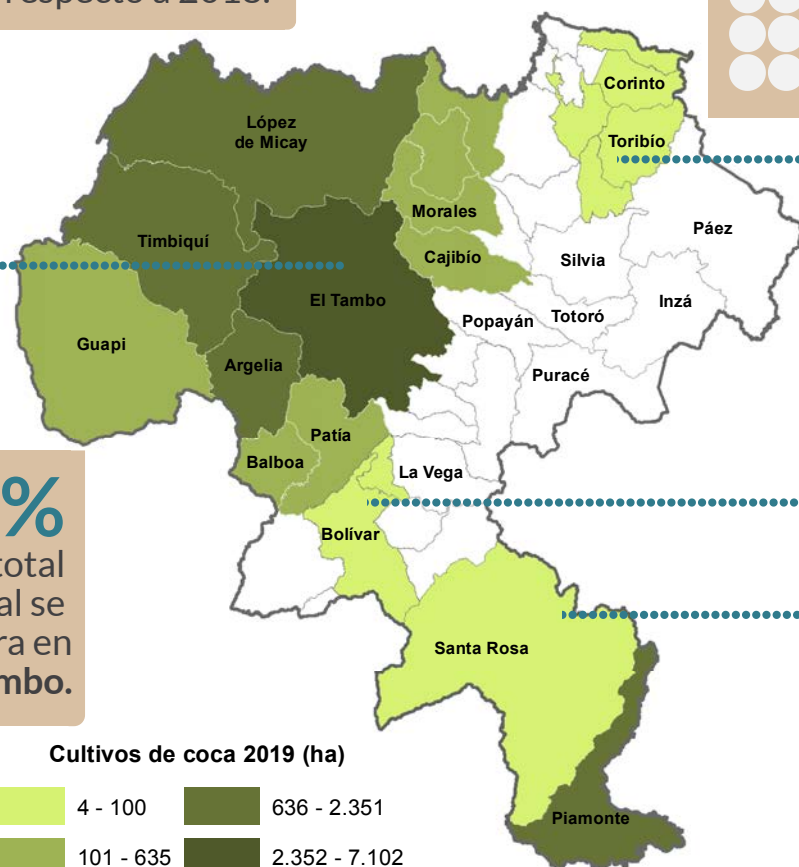 respecto a 2018.
Corinto
López
de Micay
Toribío
Morales
Páez
Timbiquí
Cajibío
Silvia
El Tambo
Inzá
Popayán
Totoró
Guapi
Argelia
Puracé
Patía
Balboa
La Vega
%
total
al se
ra en
mbo.
Bolívar
Santa Rosa
Cultivos de coca 2019 (ha)
4 - 100
636 - 2.351
101 - 635
2.352 - 7.102
Piamonte